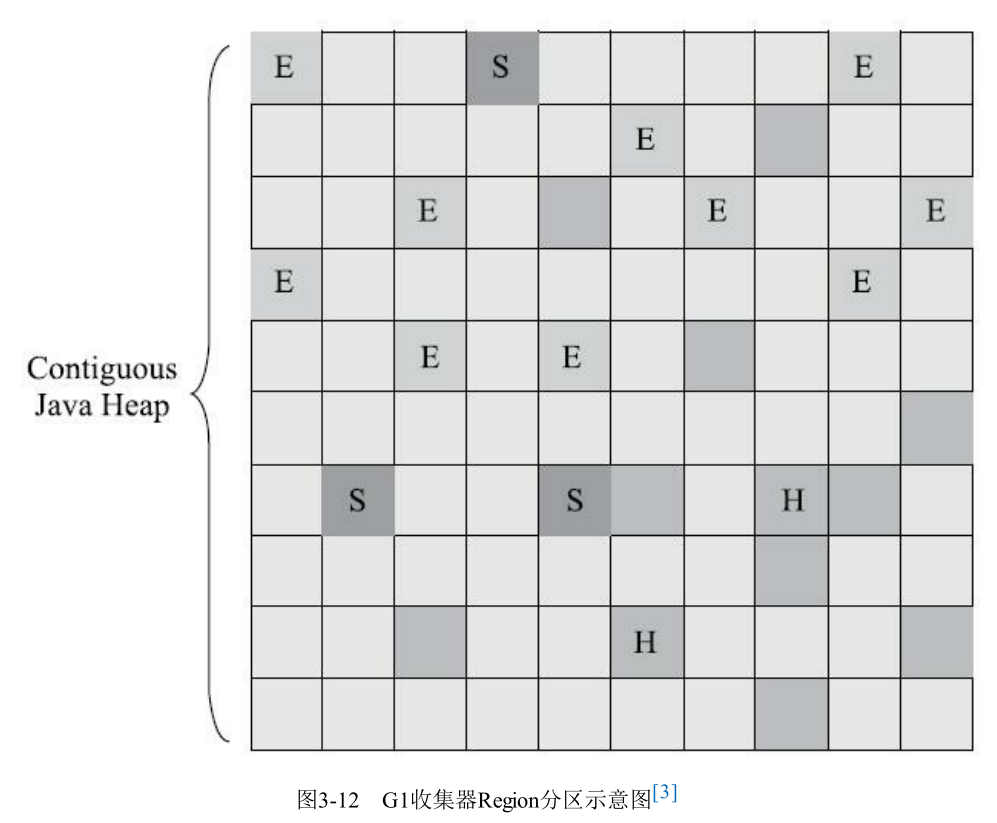 E S E
E
E E E
E E
Contiguous
Java Heap
E E
S S H
H
图3-12 G1收集器Region分区示意图[3]